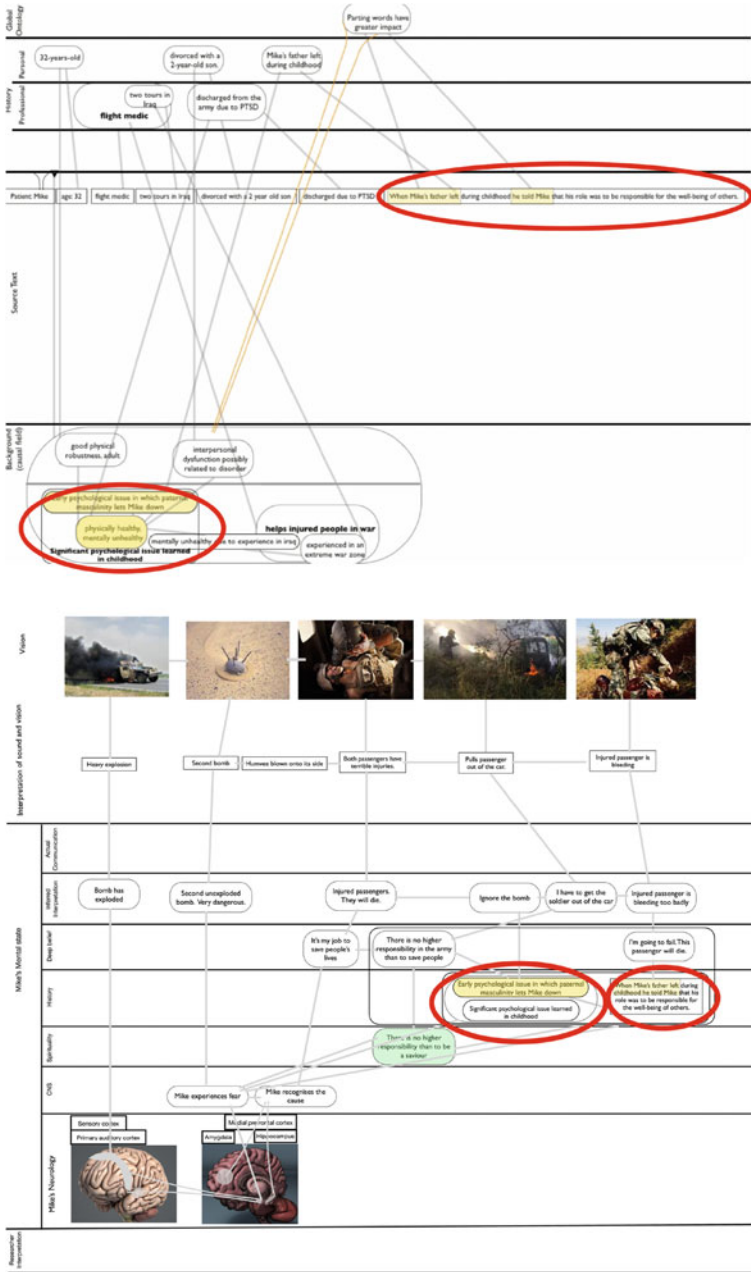 Global
Ontology
Parting words have
greater impact
Personal
32-years-old
divorced with a
2-year-old son.
Mike's father left
during childhood
History
Professional
two tours in
Iraq
flight medic
discharged from the
army due to PTSD
Source Text
Patient: Mike
age: 32
flight medic
two tours in Iraq
divorced with a 2 year old son
discharged due to PTSD
When Mike's father left during childhood he told Mike that his role was to be responsible for the well-being of others.
Background
(causal field)
good physical
robustness, adult
interpersonal
dysfunction possibly
related to disorder
Early psychological issue in which paternal
masculinity lets Mike down
physically healthy,
mentally unhealthy
Significant psychological issue learned
in childhood
mentally unhealthy due to experience in iraq
helps injured people in war
experienced in an
extreme war zone
Vision
Interpretation of sound and vision
Heavy explosion
Second bomb
Humvee blown onto its side
Both passengers have
terrible injuries.
Pulls passenger
out of the car.
Injured passenger is
bleeding
Mike's Mental state
Actual
Communication
Inferred
Interpretation
Bomb has
exploded
Second unexploded
bomb. Very dangerous.
Injured passengers.
They will die.
Ignore the bomb
I have to get the
soldier out of the car
Injured passenger is
bleeding too badly
Deep belief
It's my job to
save people's
lives
There is no higher
responsibility in the army
than to save people
I'm going to fail. This
passenger will die.
History
Early psychological issue in which paternal
masculinity lets Mike down
Significant psychological issue learned
in childhood
When Mike's father left during
childhood he told Mike that his
role was to be responsible for
the well-being of others.
Spirituality
There is no higher
responsibility than to be
a saviour
CNS
Mike experiences fear
Mike recognises the
cause
Mike's Neurology
Sensory cortex
Primary auditory cortex
Medial prefrontal cortex
Amygdala
Hippocampus
Researcher
Interpretation